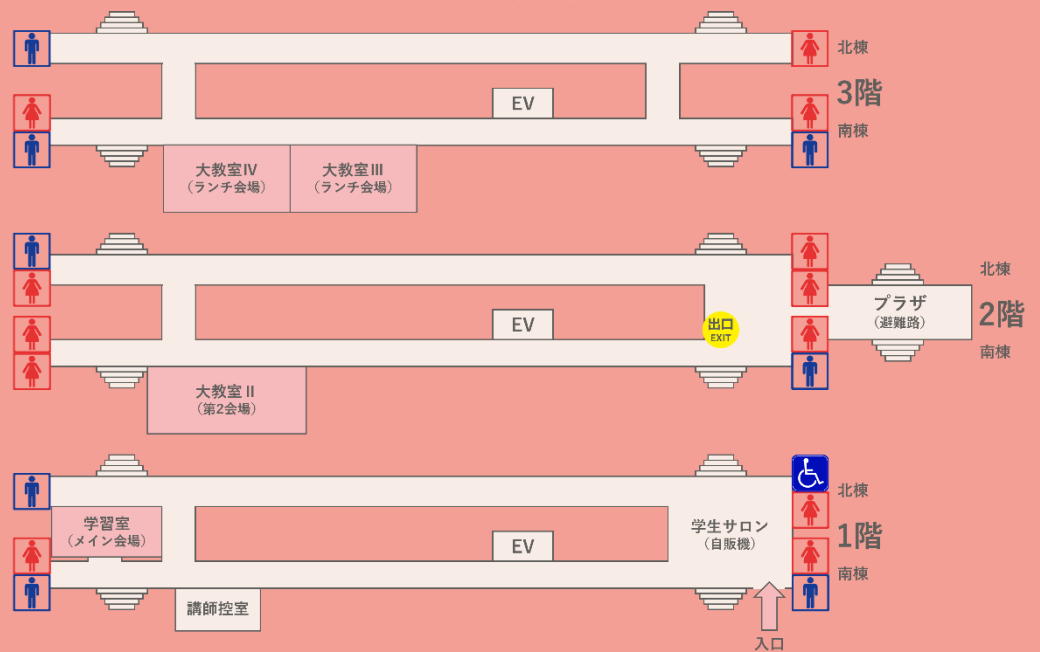 北棟
3階
EV
南棟
大教室Ⅳ
（ランチ会場）
大教室Ⅲ
（ランチ会場）
北棟
プラザ
（避難路）
2階
EV
出口
EXIT
南棟
大教室Ⅱ
（第2会場）
北棟
学習室
（メイン会場）
学生サロン
（自販機）
1階
EV
南棟
講師控室
入口